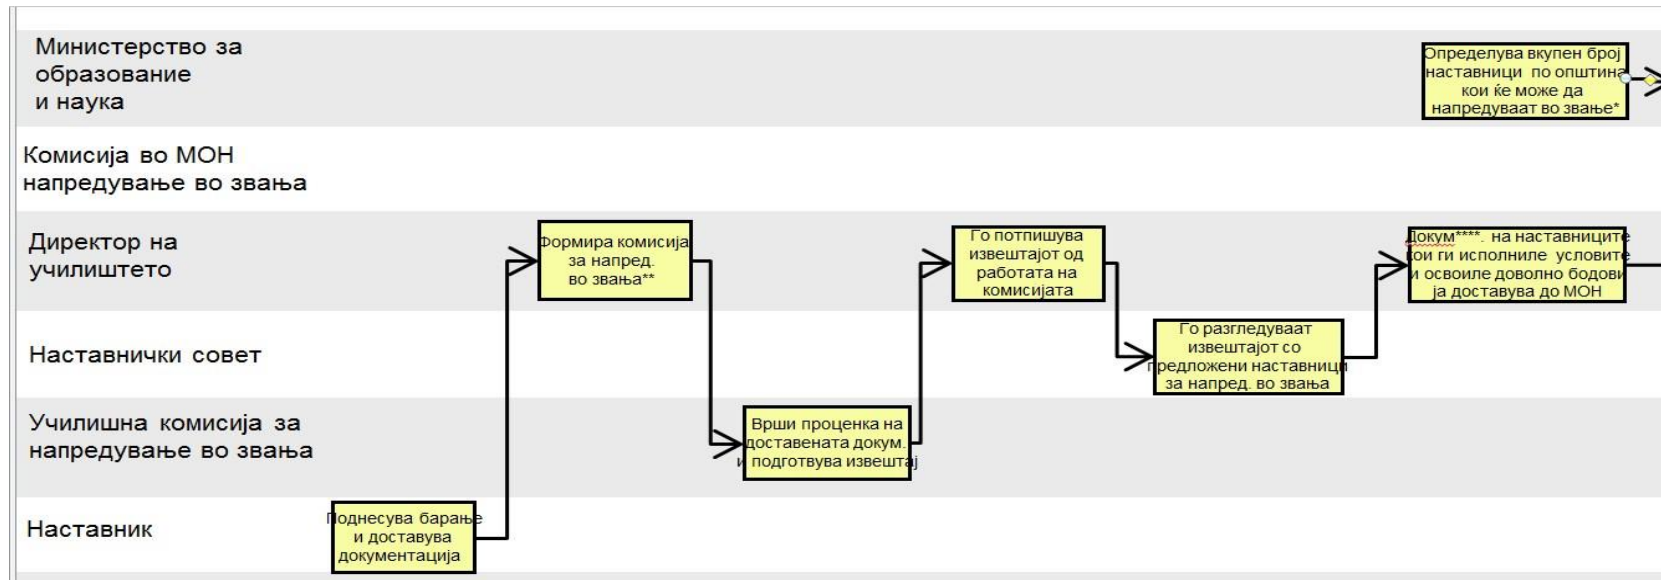 Министерство за
образование
и наука
Определува вкупен број
наставници по општина
кои ќе може да
напредуваат во звање*
Комисија во МОН
напредување во звања
Директор на
училиштето
Формира комисија
за напред.
во звања**
Го потпишува
извештајот од
работата на
комисијата
Докум****. на наставниците
кои ги исполниле условите
и освоиле доволно бодови
ја доставува до МОН
Наставнички совет
Го разгледуваат
извештајот со
предложени наставници
за напред. во звања
Училишна комисија за
напредување во звања
Врши проценка на
доставената докум.
и подготвува извештај
Наставник
Поднесува барање
и доставува
документација